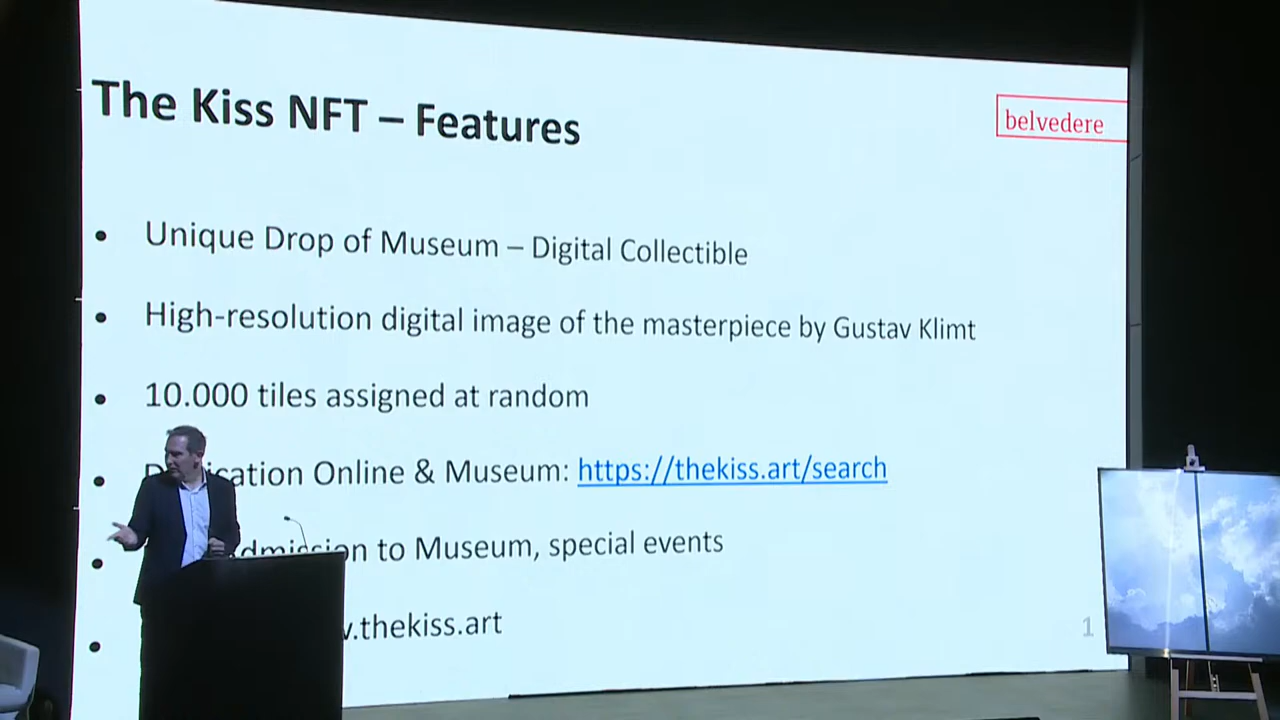 The Kiss NFT – Features
belvedere
• Unique Drop of Museum – Digital Collectible
• High-resolution digital image of the masterpiece by Gustav Klimt
• 10.000 tiles assigned at random
• Online & Museum: https://thekiss.art/search
• to Museum, special events
• .thekiss.art
1